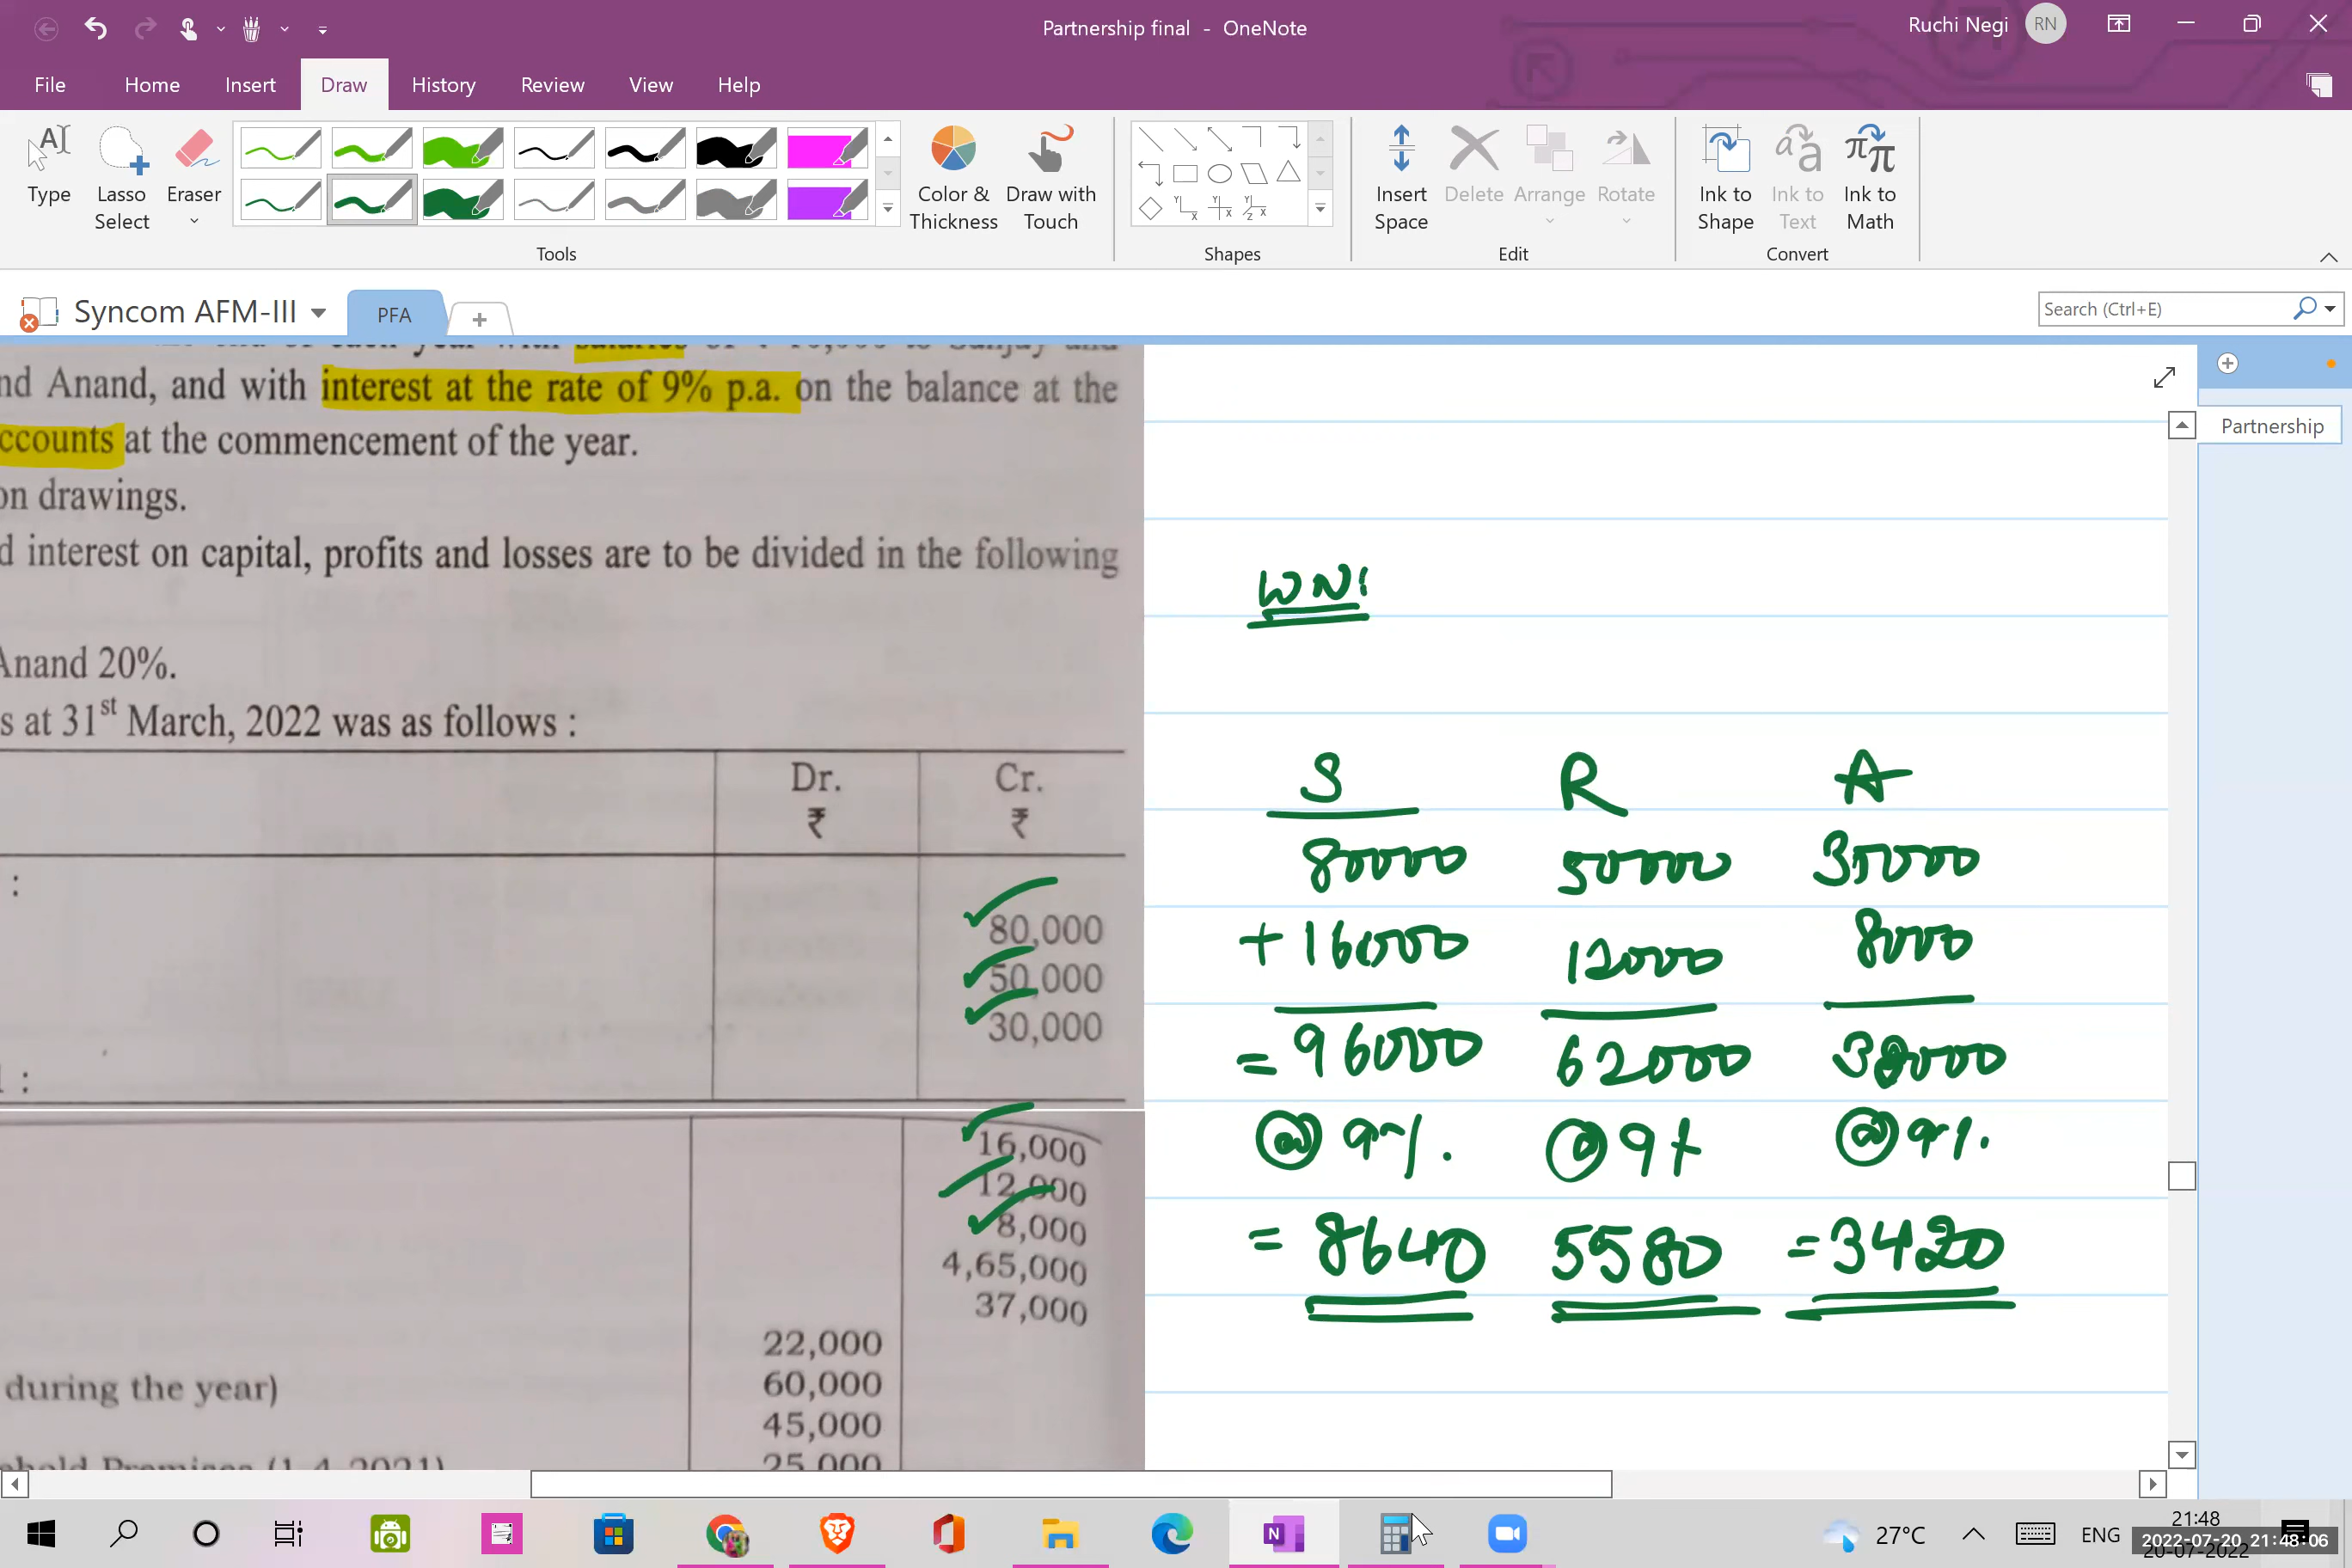 Partnership final - OneNote
Ruchi Negi RN
File Home Insert Draw History Review View Help
Type
Lasso Select
Eraser
Color & Thickness
Draw with Touch
Insert Space
Delete
Arrange
Rotate
Ink to Shape
Ink to Text
Ink to Math
Tools Shapes Edit Convert
Syncom AFM-III PFA
Search (Ctrl+E)
Partnership
nd Anand, and with interest at the rate of 9% p.a. on the balance at the
ccounts at the commencement of the year.
on drawings.
d interest on capital, profits and losses are to be divided in the following
Anand 20%.
s at 31st March, 2022 was as follows :
Dr. Cr.
₹ ₹
:
80,000
50,000
30,000
:
16,000
12,000
8,000
4,65,000
37,000
22,000
during the year) 60,000
45,000
25,000
WN1
S R A
80000 50000 35000
+16000 12000 8000
=96000 62000 38000
@ 9%. @ 9% @ 9%.
= 8640 5580 =3420
27°C
ENG
21:48
2022-07-20_21:48:06
20-07-2022